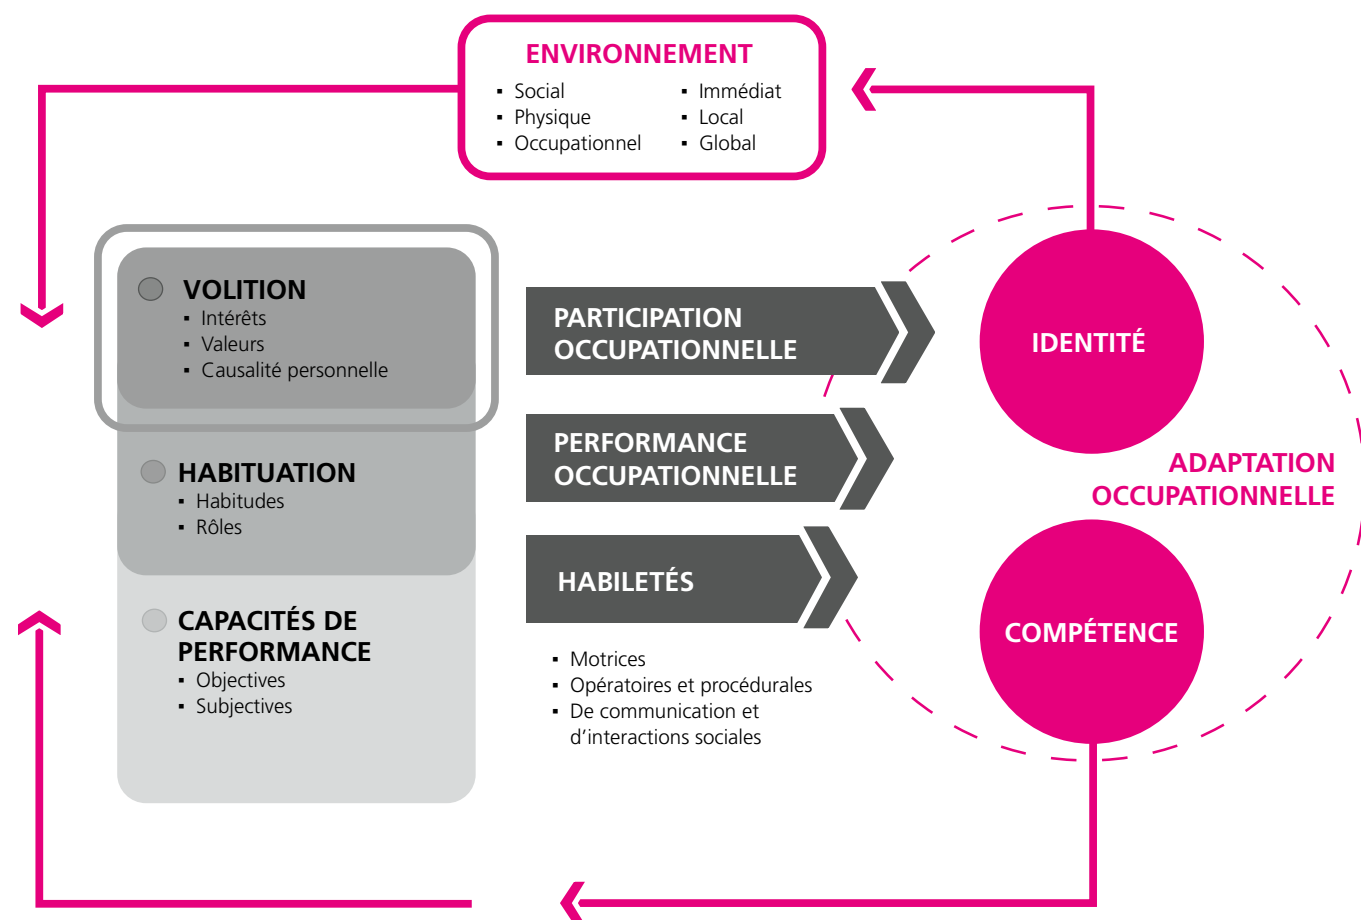 ENVIRONNEMENT
▪ Social
▪ Physique
▪ Occupationnel
▪ Immédiat
▪ Local
▪ Global
VOLITION
▪ Intérêts
▪ Valeurs
▪ Causalité personnelle
HABITUATION
▪ Habitudes
▪ Rôles
CAPACITÉS DE
PERFORMANCE
▪ Objectives
▪ Subjectives
PARTICIPATION
OCCUPATIONNELLE
PERFORMANCE
OCCUPATIONNELLE
HABILETÉS
▪ Motrices
▪ Opératoires et procédurales
▪ De communication et
d’interactions sociales
IDENTITÉ
ADAPTATION
OCCUPATIONNELLE
COMPÉTENCE